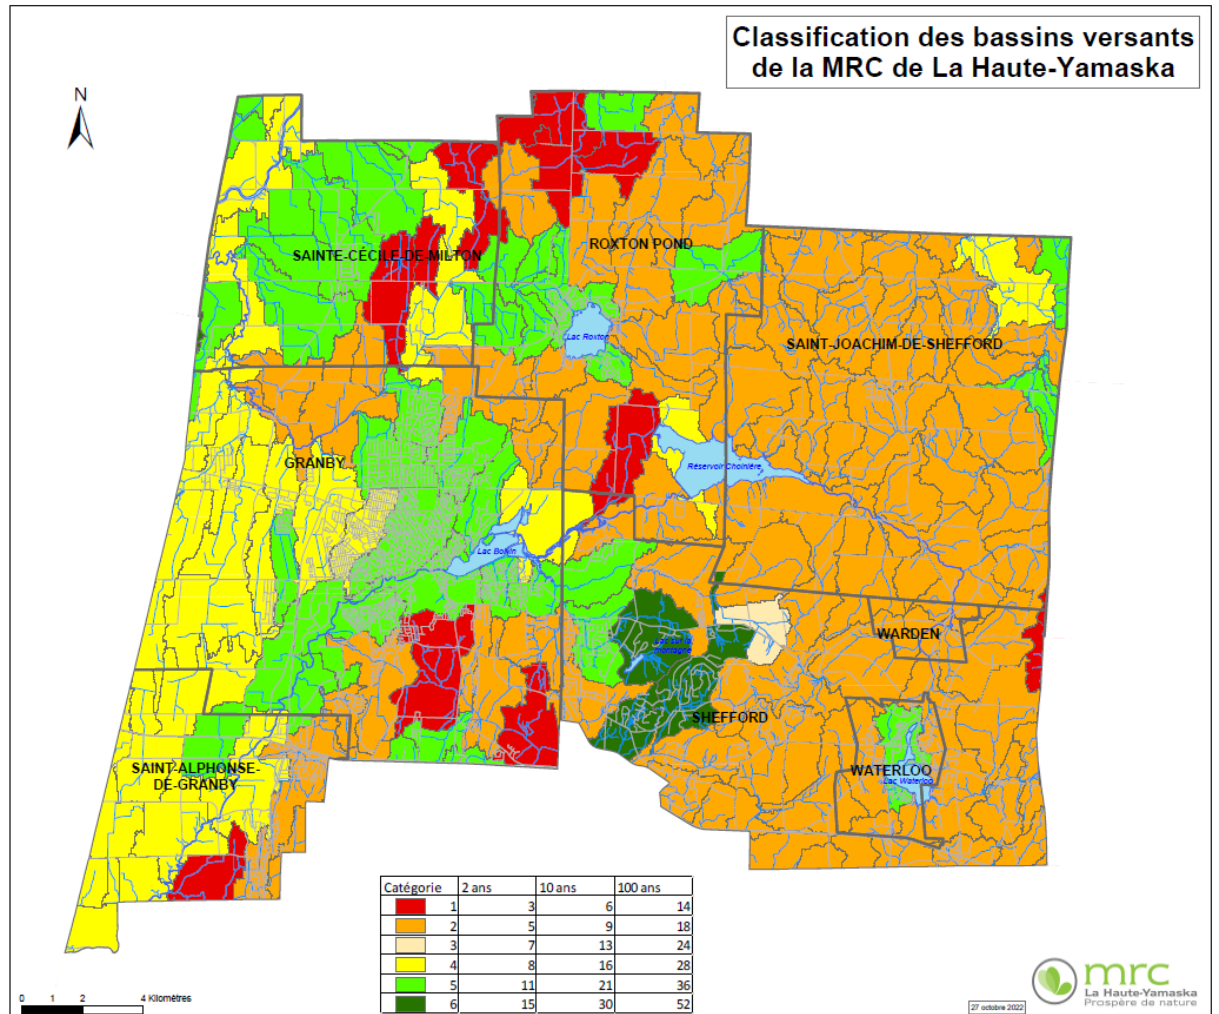 Classification des bassins versants
de la MRC de La Haute-Yamaska
N
ROXTON POND
SAINTE-CÉCILE-DE-MILTON
Lac Roxton
SAINT-JOACHIM-DE-SHEFFORD
GRANBY
Réservoir Choinière
Lac Boivin
WARDEN
Lac sur la
montagne
SHEFFORD
SAINT-ALPHONSE-
DE-GRANBY
WATERLOO
Lac Waterloo
Catégorie 2 ans 10 ans 100 ans
1 3 6 14
2 5 9 18
3 7 13 24
4 8 16 28
5 11 21 36
6 15 30 52
0 1 2 4 Kilomètres
27 octobre 2022
mrc
La Haute-Yamaska
Prospère de nature